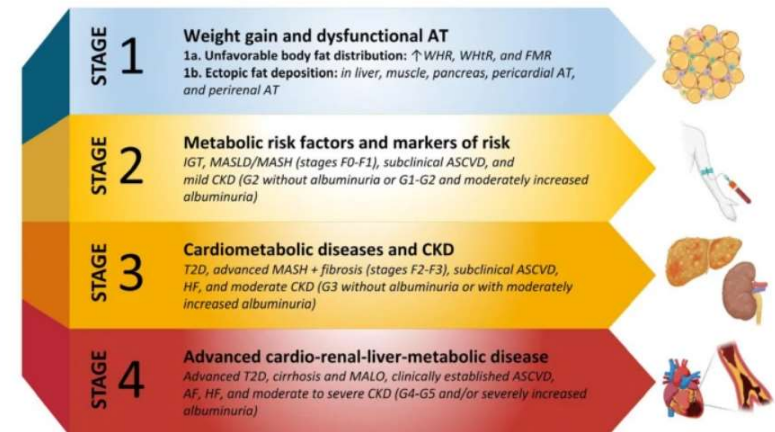 STAGE 1
Weight gain and dysfunctional AT
1a. Unfavorable body fat distribution: ↑WHR, WHtR, and FMR
1b. Ectopic fat deposition: in liver, muscle, pancreas, pericardial AT,
and perirenal AT
STAGE 2
Metabolic risk factors and markers of risk
IGT, MASLD/MASH (stages F0-F1), subclinical ASCVD, and
mild CKD (G2 without albuminuria or G1-G2 and moderately increased
albuminuria)
STAGE 3
Cardiometabolic diseases and CKD
T2D, advanced MASH + fibrosis (stages F2-F3), subclinical ASCVD,
HF, and moderate CKD (G3 without albuminuria or with moderately
increased albuminuria)
STAGE 4
Advanced cardio-renal-liver-metabolic disease
Advanced T2D, cirrhosis and MALO, clinically established ASCVD,
AF, HF, and moderate to severe CKD (G4-G5 and/or severely increased
albuminuria)